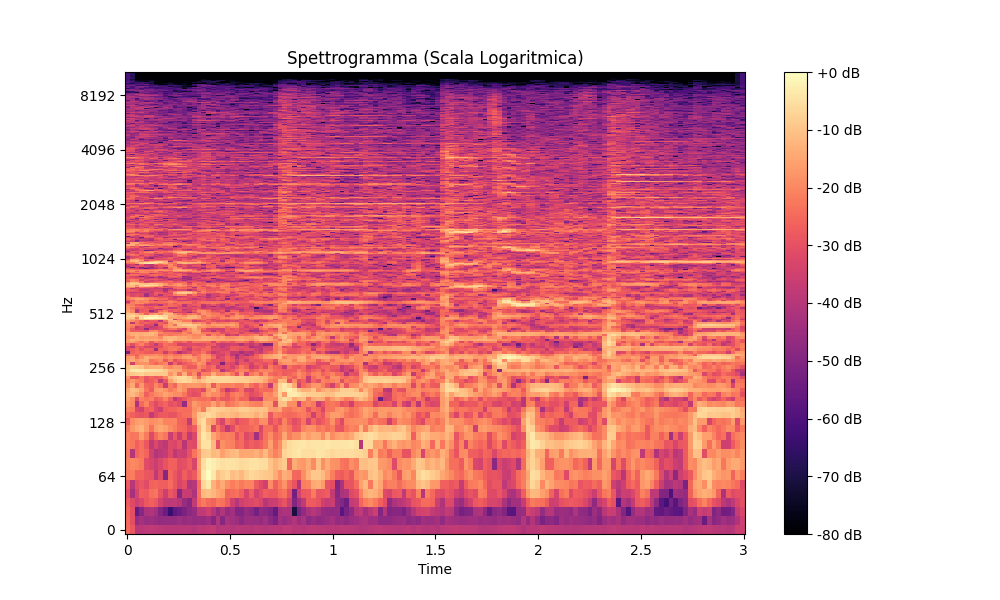 Spettrogramma (Scala Logaritmica)
Hz
8192
4096
2048
1024
512
256
128
64
0
0
0.5
1
1.5
2
2.5
3
Time
+0 dB
-10 dB
-20 dB
-30 dB
-40 dB
-50 dB
-60 dB
-70 dB
-80 dB